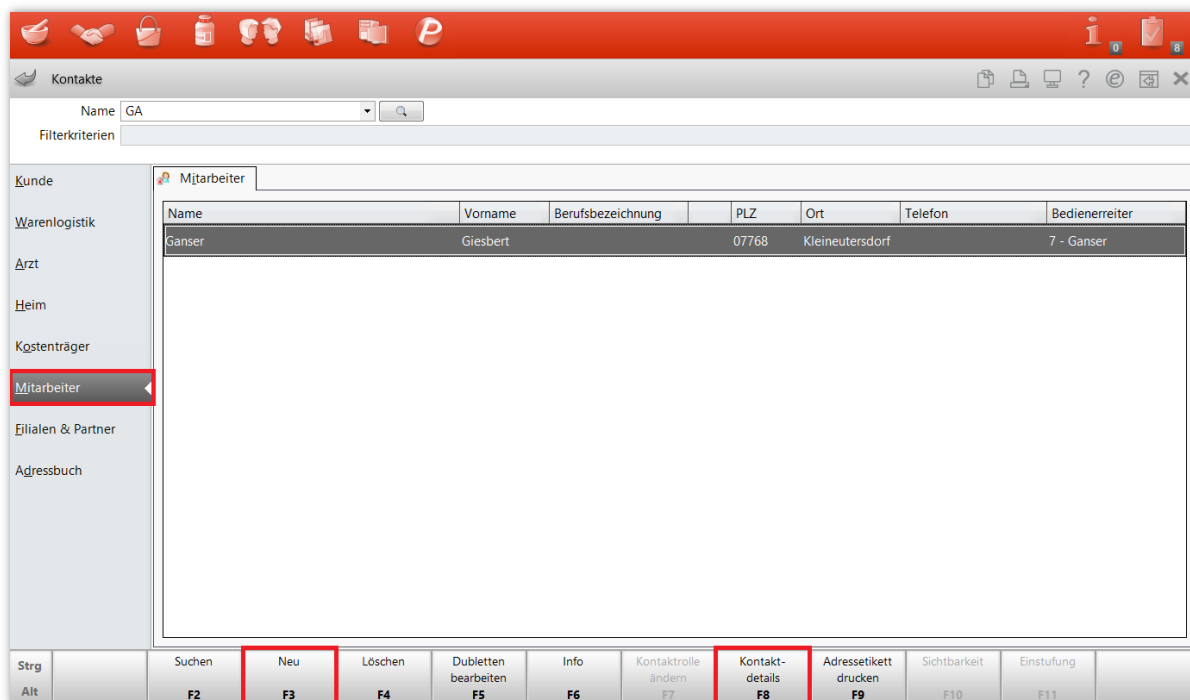 P
i 0 8
Kontakte
? e
Name GA
Filterkriterien
Kunde
Warenlogistik
Arzt
Heim
Kostenträger
Mitarbeiter
Filialen & Partner
Adressbuch
Mitarbeiter
Name Vorname Berufsbezeichnung PLZ Ort Telefon Bedienerreiter
Ganser Giesbert 07768 Kleineutersdorf 7 - Ganser
Strg
Alt
Suchen
F2
Neu
F3
Löschen
F4
Dubletten
bearbeiten
F5
Info
F6
Kontaktrolle
ändern
F7
Kontakt-
details
F8
Adressetikett
drucken
F9
Sichtbarkeit
F10
Einstufung
F11